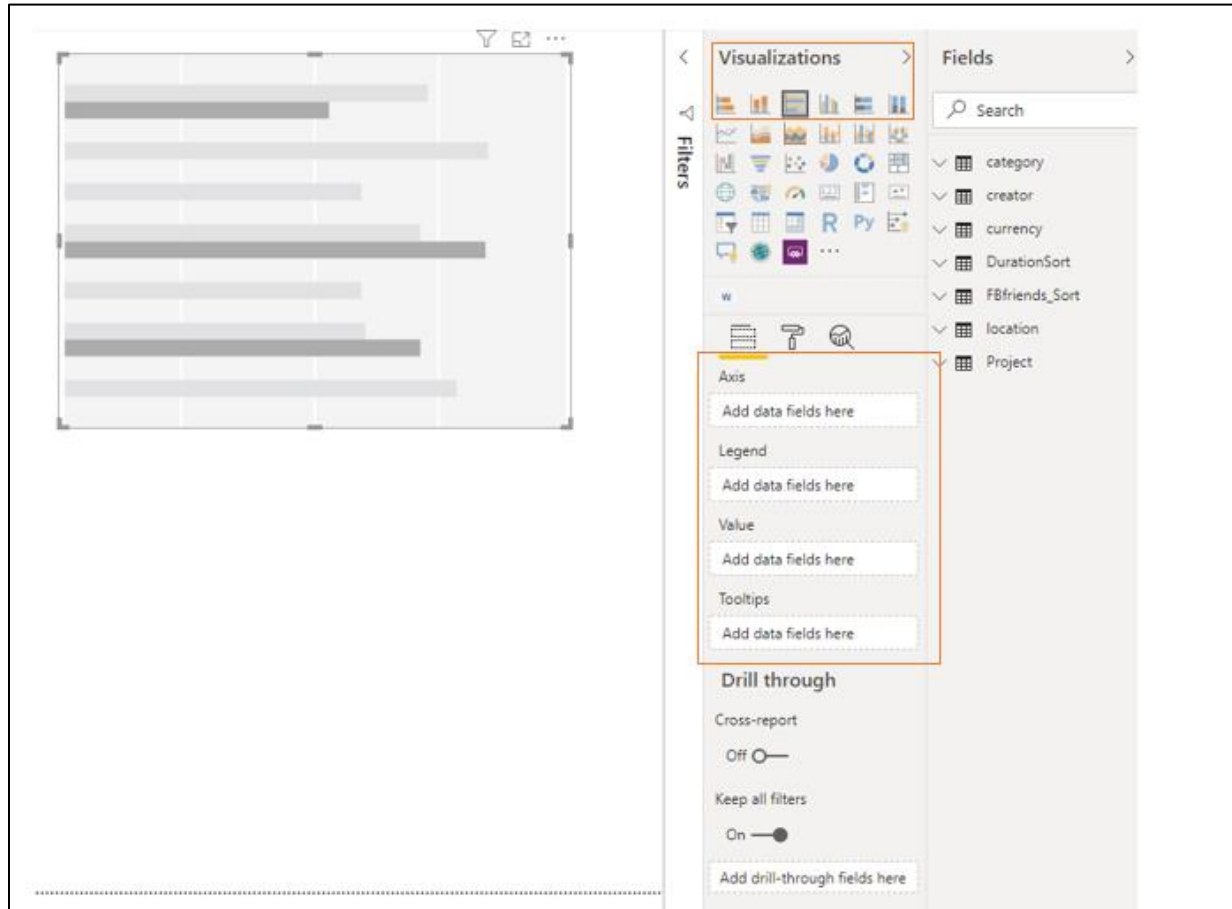 Visualizations
Fields
Search
Filters
category
creator
currency
DurationSort
FBfriends_Sort
location
Project
R Py
Axis
Add data fields here
Legend
Add data fields here
Value
Add data fields here
Tooltips
Add data fields here
Drill through
Cross-report
Off
Keep all filters
On
Add drill-through fields here